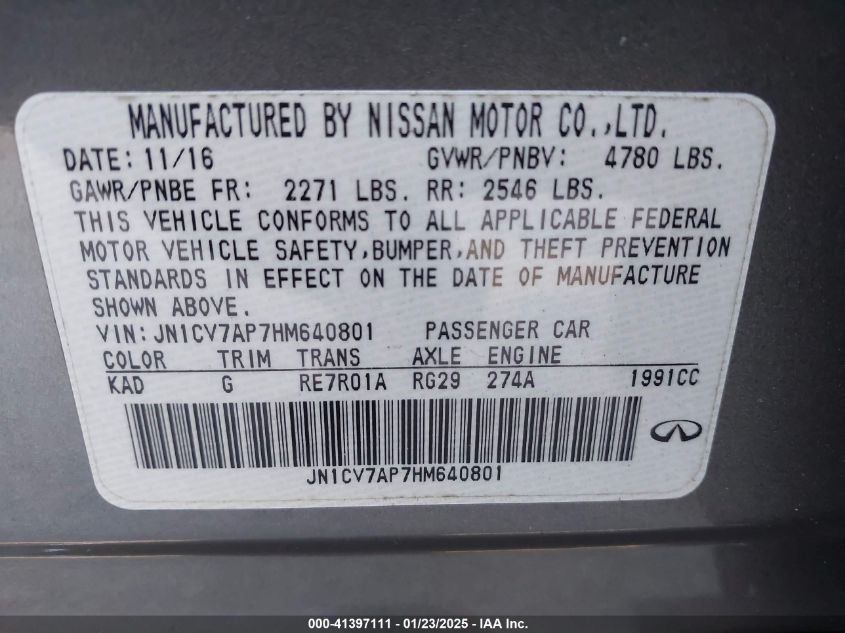 MANUFACTURED BY NISSAN MOTOR CO.,LTD.
DATE: 11/16 GVWR/PNBV: 4780 LBS.
GAWR/PNBE FR: 2271 LBS. RR: 2546 LBS.
THIS VEHICLE CONFORMS TO ALL APPLICABLE FEDERAL
MOTOR VEHICLE SAFETY,BUMPER,AND THEFT PREVENTION
STANDARDS IN EFFECT ON THE DATE OF MANUFACTURE
SHOWN ABOVE.
VIN:JN1CV7AP7HM640801 PASSENGER CAR
COLOR TRIM TRANS AXLE ENGINE
KAD G RE7R01A RG29 274A 1991CC
JN1CV7AP7HM640801
000-41397111 — 01/23/2025 - IAA Inc.